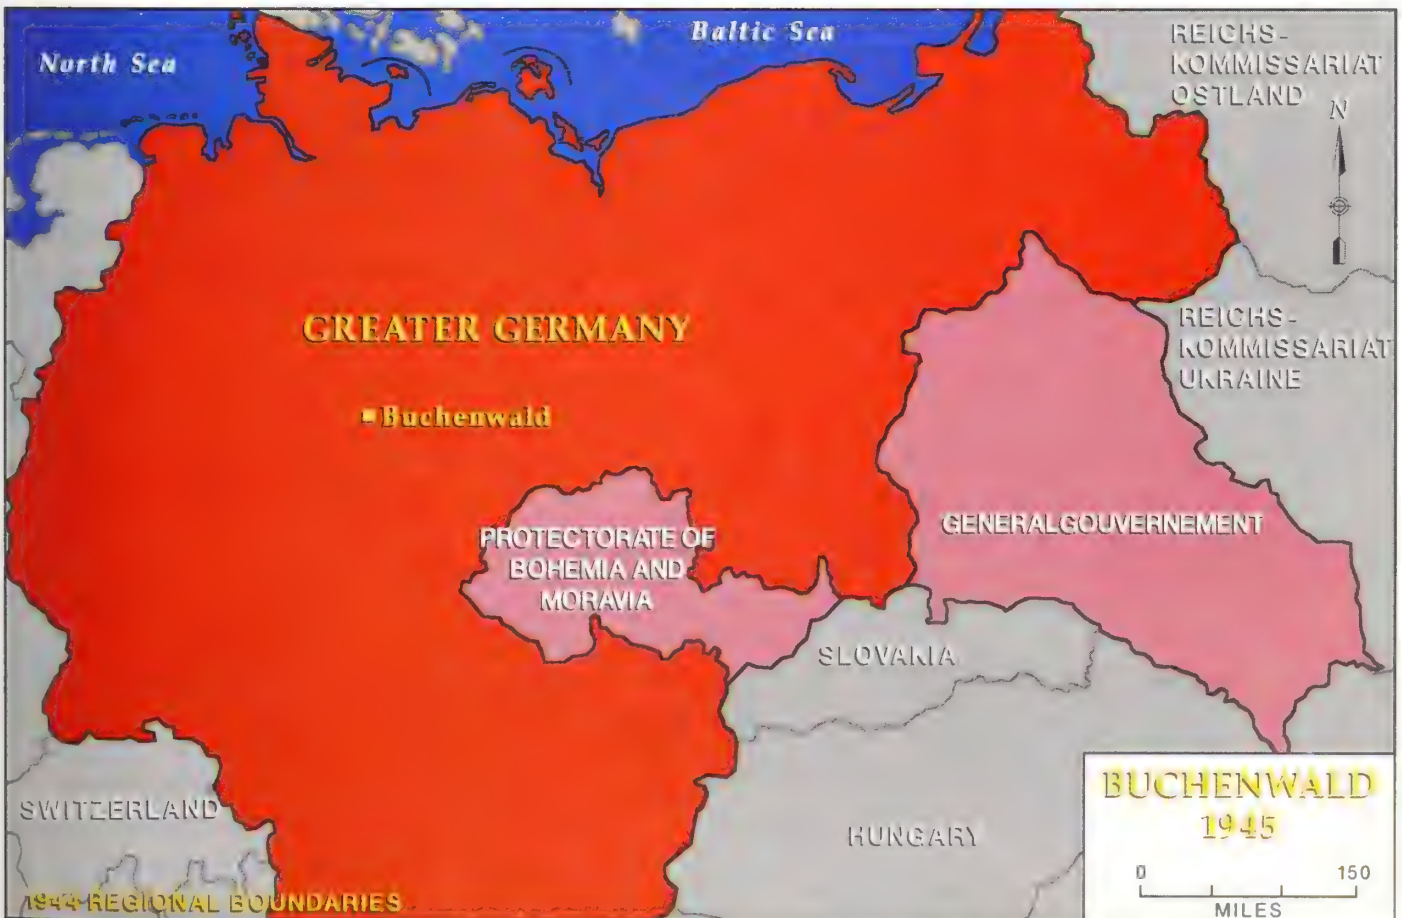 North Sea
Baltic Sea
REICHS-
KOMMISSARIAT
OSTLAND
N
GREATER GERMANY
REICHS-
KOMMISSARIAT
UKRAINE
Buchenwald
GENERALGOUVERNEMENT
PROTECTORATE OF
BOHEMIA AND
MORAVIA
SLOVAKIA
SWITZERLAND
HUNGARY
BUCHENWALD
1945
0 150
MILES
1944 REGIONAL BOUNDARIES